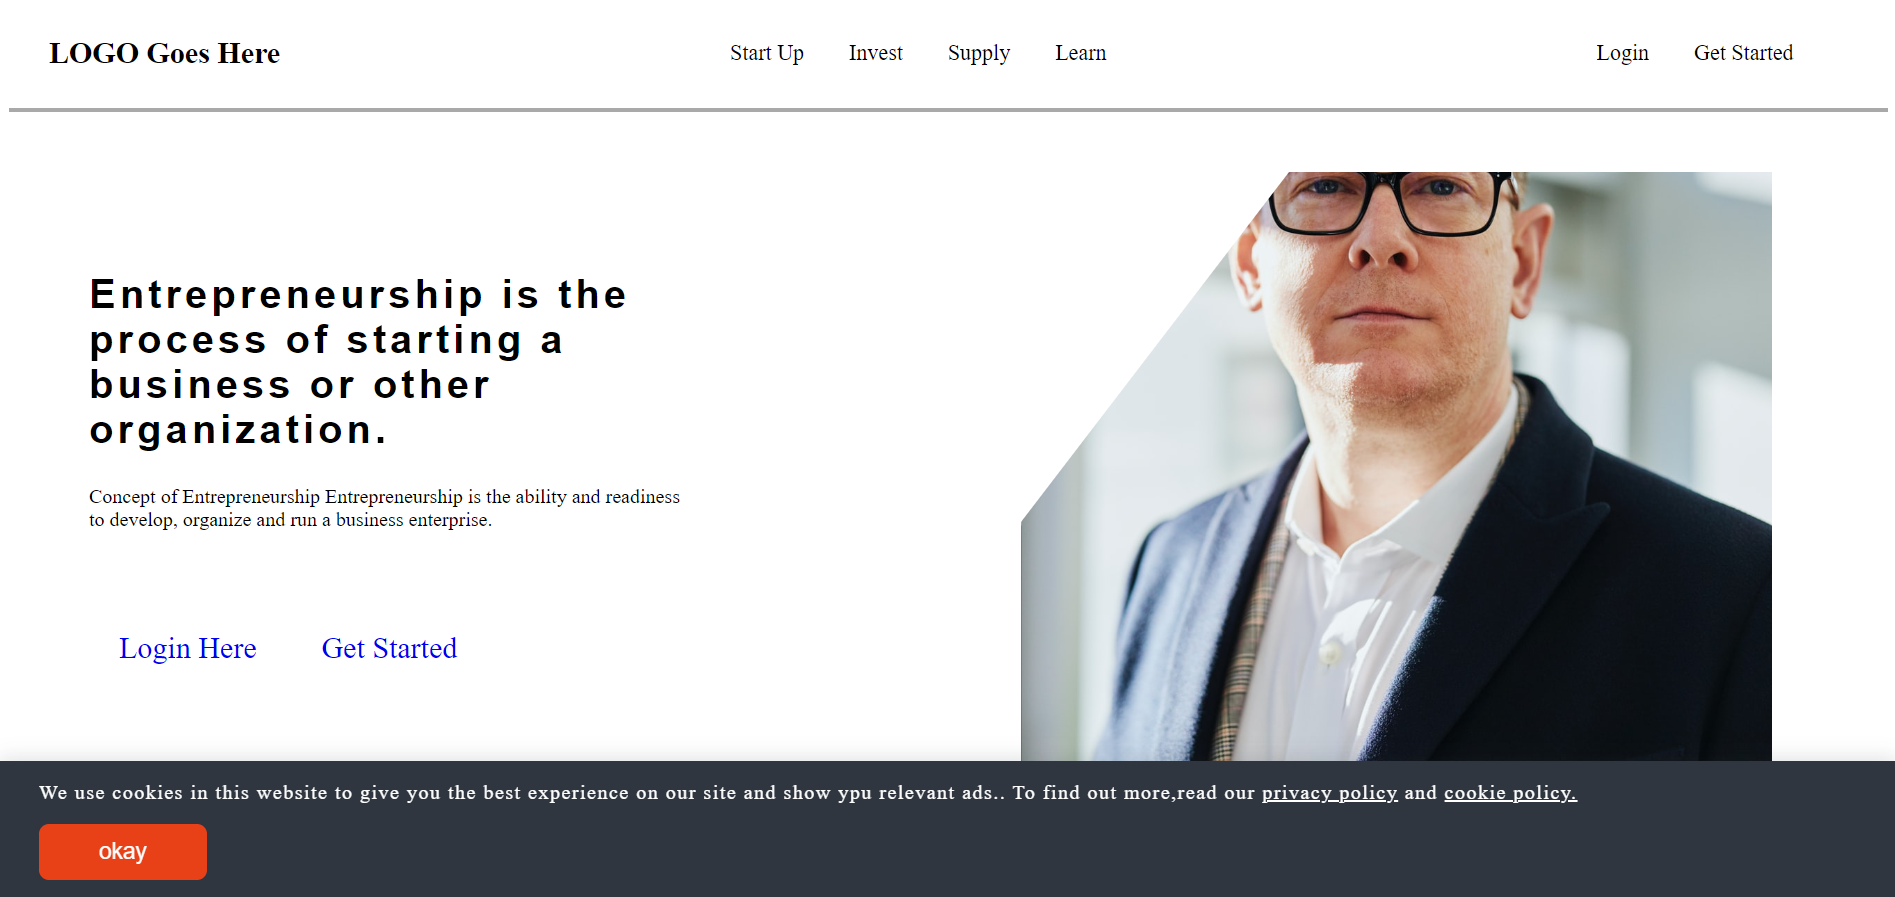 LOGO Goes Here
Start Up
Invest
Supply
Learn
Login
Get Started
Entrepreneurship is the
process of starting a
business or other
organization.
Concept of Entrepreneurship Entrepreneurship is the ability and readiness
to develop, organize and run a business enterprise.
Login Here
Get Started
We use cookies in this website to give you the best experience on our site and show ypu relevant ads.. To find out more,read our privacy policy and cookie policy.
okay